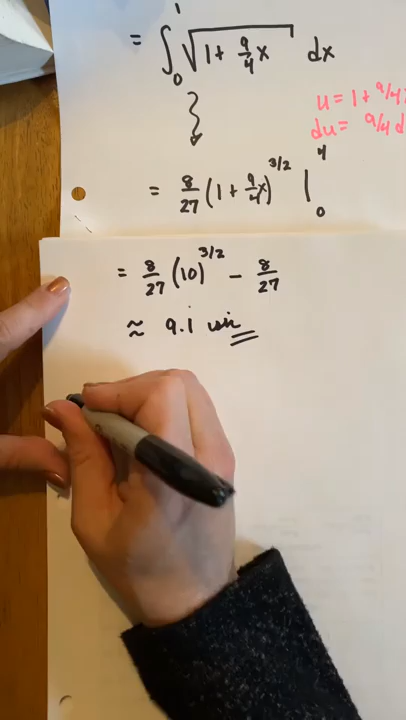 = ∫₀¹ √(1 + 9/4 x) dx
u = 1 + 9/4 x
du = 9/4 d
= 8/27 (1 + 9/4 x)^3/2 |₀⁴
= 8/27 (10)^3/2 − 8/27
≈ 9.1